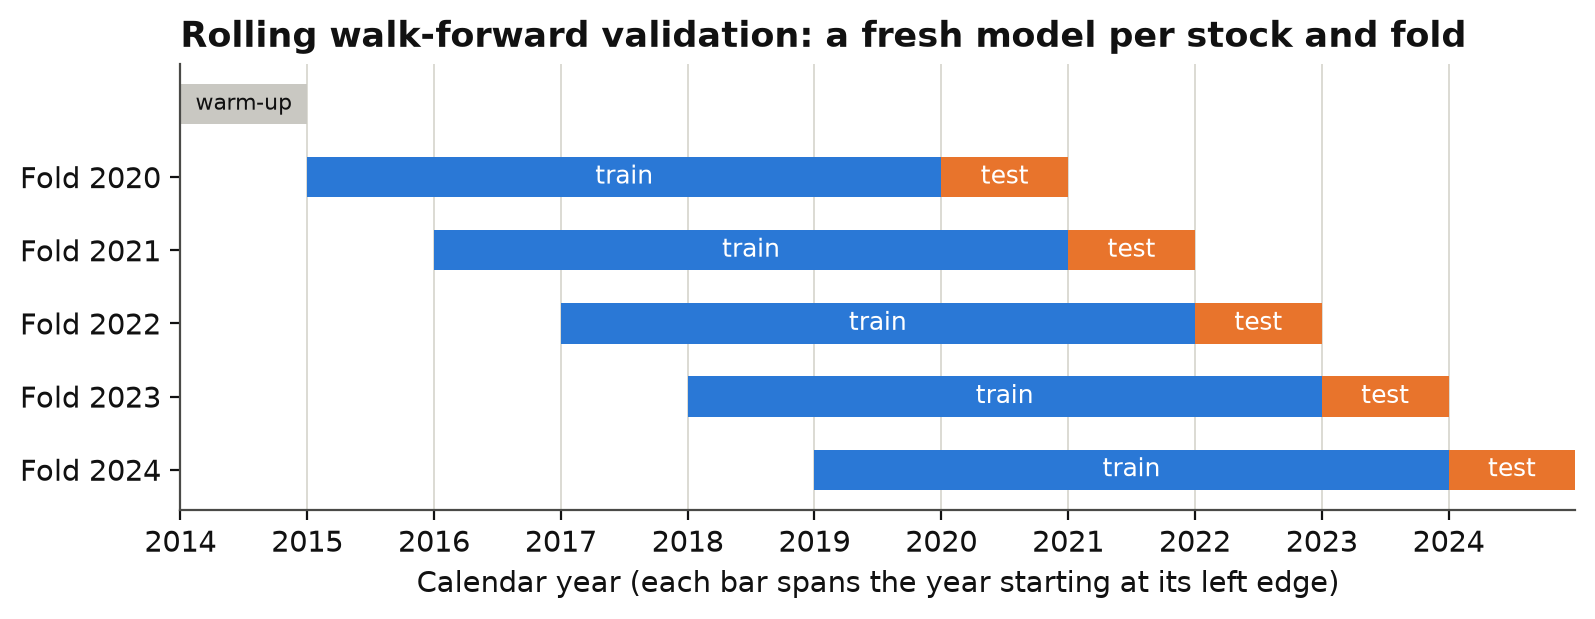 Rolling walk-forward validation: a fresh model per stock and fold
warm-up
Fold 2020 train test
Fold 2021 train test
Fold 2022 train test
Fold 2023 train test
Fold 2024 train test
2014 2015 2016 2017 2018 2019 2020 2021 2022 2023 2024
Calendar year (each bar spans the year starting at its left edge)